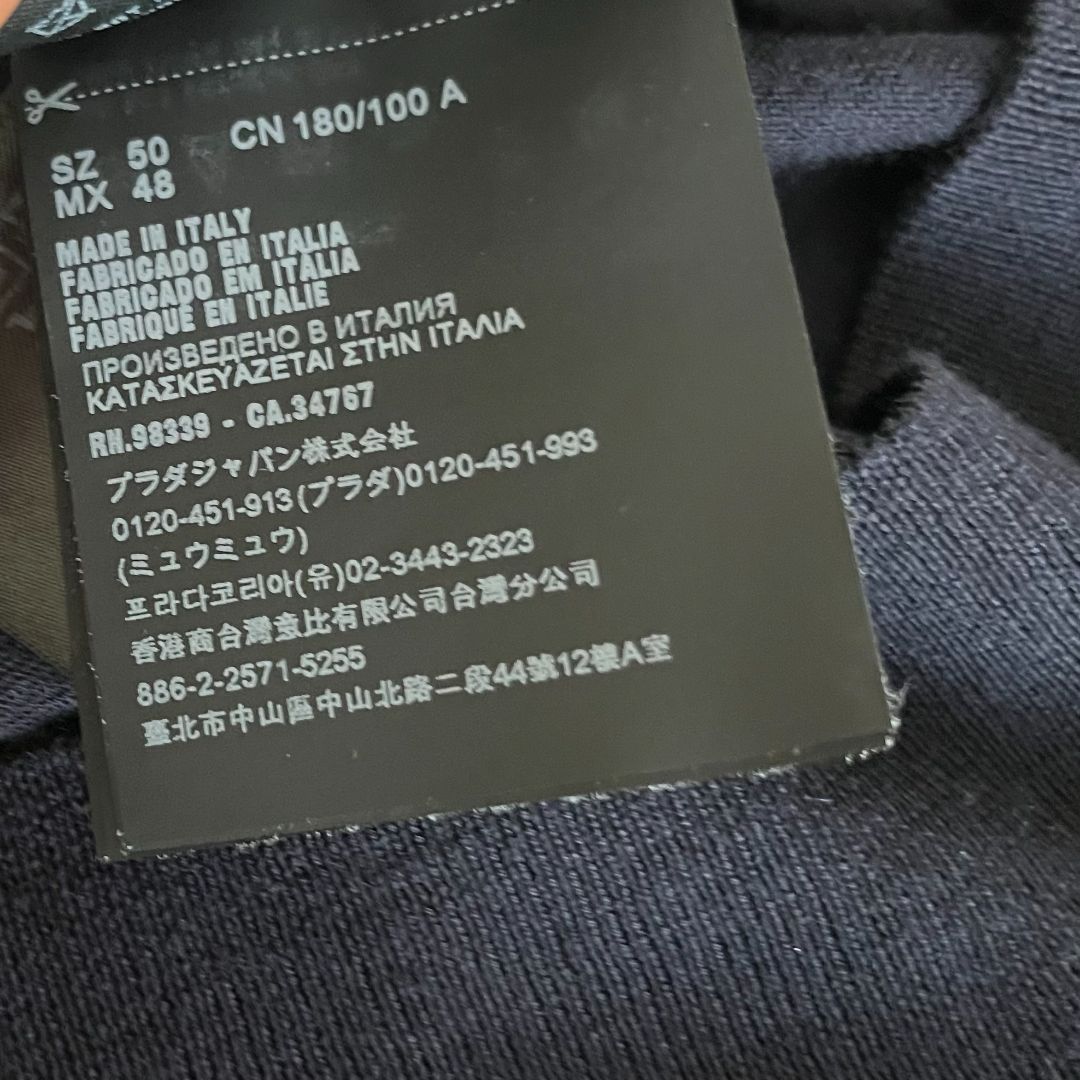 SZ 50 CN 180/100 A
MX 48
MADE IN ITALY
FABRICADO EN ITALIA
FABRICADO EM ITÁLIA
FABRIQUÉ EN ITALIE
ПРОИЗВЕДЕНО В ИТАЛИЯ
ΚΑΤΑΣΚΕΥΑΖΕΤΑΙ ΣΤΗΝ ΙΤΑΛΙΑ
RN.98339 - CA.34767
プラダジャパン株式会社
0120-451-913(プラダ)0120-451-993
(ミュウミュウ)
프라다코리아(유)02-3443-2323
香港商台灣意比有限公司台灣分公司
886-2-2571-5255
臺北市中山區中山北路二段44號12樓A室